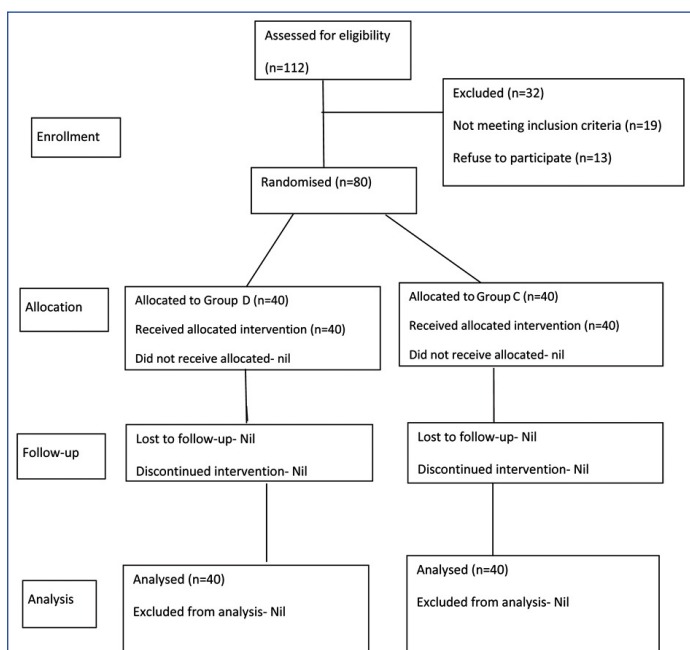 Assessed for eligibility
(n=112)
Excluded (n=32)
Not meeting inclusion criteria (n=19)
Refuse to participate (n=13)
Enrollment
Randomised (n=80)
Allocation
Allocated to Group D (n=40)
Received allocated intervention (n=40)
Did not receive allocated- nil
Allocated to Group C (n=40)
Received allocated intervention (n=40)
Did not receive allocated- nil
Follow-up
Lost to follow-up- Nil
Discontinued intervention- Nil
Lost to follow-up- Nil
Discontinued intervention- Nil
Analysis
Analysed (n=40)
Excluded from analysis- Nil
Analysed (n=40)
Excluded from analysis- Nil